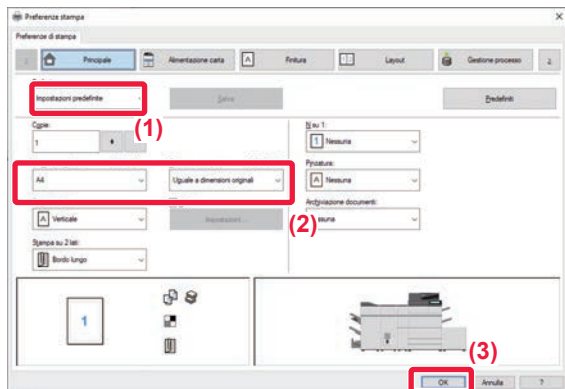 Preferenze stampa
Preferenze di stampa
Principale
Alimentazione carta
A
Finitura
Layout
Gestione processo
2
Impostazioni predefinite
Salva
Predefiniti
(1)
Copie:
N su 1:
1
1 Nessuna
Pinzatura:
A4
Uguale a dimensioni originali
A Nessuna
Archiviazione documenti:
A Verticale
Impostazioni
(2)
Stampa su 2 lati:
Bordo lungo
1
(3)
OK
Annulla
?